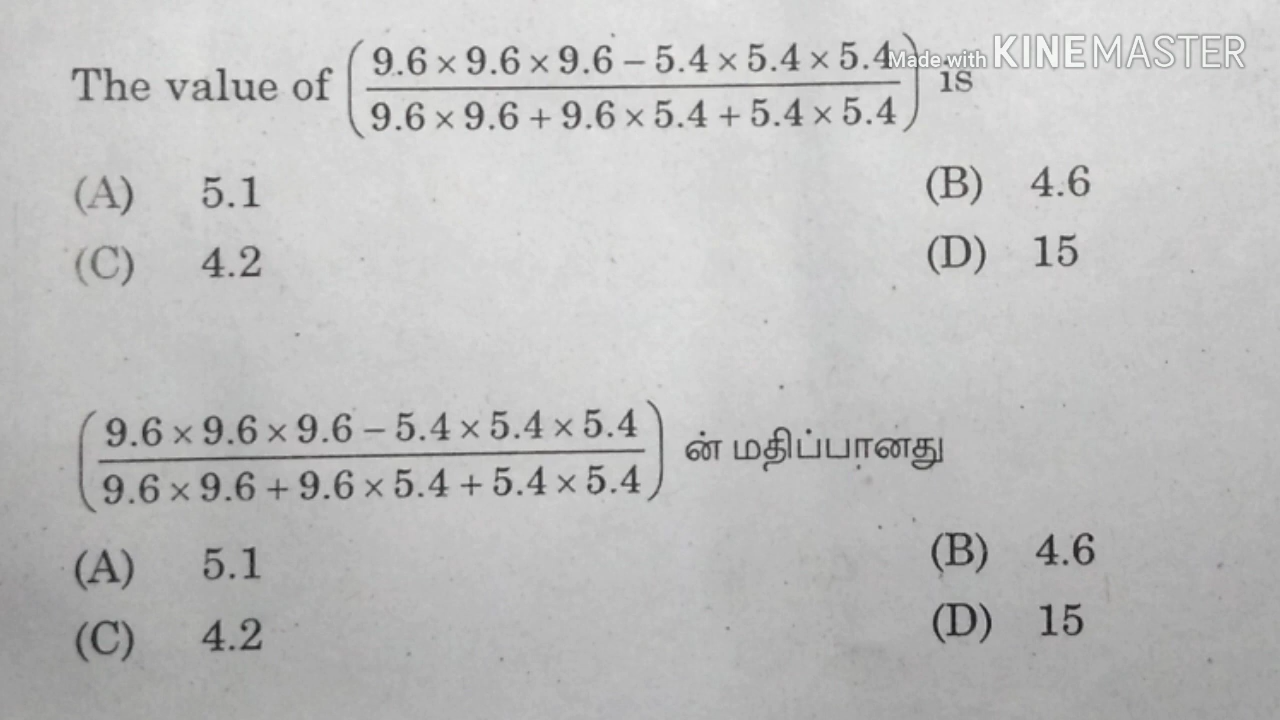 The value of (9.6 × 9.6 × 9.6 − 5.4 × 5.4 × 5.4 / 9.6 × 9.6 + 9.6 × 5.4 + 5.4 × 5.4) is
Made with KINEMASTER
(A) 5.1 (B) 4.6
(C) 4.2 (D) 15
(9.6 × 9.6 × 9.6 − 5.4 × 5.4 × 5.4 / 9.6 × 9.6 + 9.6 × 5.4 + 5.4 × 5.4) ன் மதிப்பானது
(A) 5.1 (B) 4.6
(C) 4.2 (D) 15